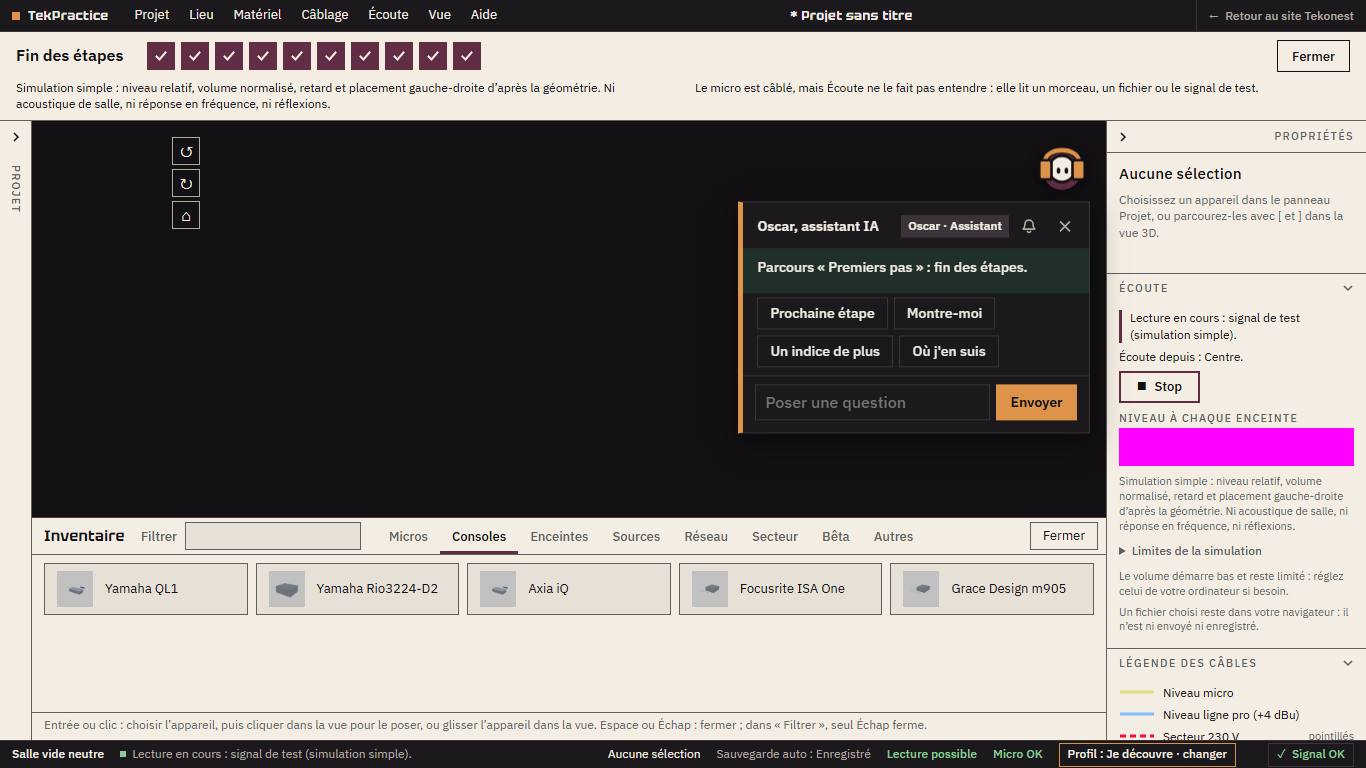 TekPractice
Projet
Lieu
Matériel
Câblage
Écoute
Vue
Aide
* Projet sans titre
← Retour au site Tekonest
Fin des étapes
Fermer
Simulation simple : niveau relatif, volume normalisé, retard et placement gauche-droite d'après la géométrie. Ni
acoustique de salle, ni réponse en fréquence, ni réflexions.
Le micro est câblé, mais Écoute ne le fait pas entendre : elle lit un morceau, un fichier ou le signal de test.
PROJET
Oscar, assistant IA
Oscar · Assistant
Parcours « Premiers pas » : fin des étapes.
Prochaine étape
Montre-moi
Un indice de plus
Où j'en suis
Poser une question
Envoyer
PROPRIÉTÉS
Aucune sélection
Choisissez un appareil dans le panneau
Projet, ou parcourez-les avec [ et ] dans la
vue 3D.
ÉCOUTE
Lecture en cours : signal de test
(simulation simple).
Écoute depuis : Centre.
Stop
NIVEAU À CHAQUE ENCEINTE
Simulation simple : niveau relatif, volume
normalisé, retard et placement gauche-droite
d'après la géométrie. Ni acoustique de salle, ni
réponse en fréquence, ni réflexions.
Limites de la simulation
Le volume démarre bas et reste limité : réglez
celui de votre ordinateur si besoin.
Un fichier choisi reste dans votre navigateur : il
n'est ni envoyé ni enregistré.
LÉGENDE DES CÂBLES
Niveau micro
Niveau ligne pro (+4 dBu)
Secteur 230 V
pointillés
Inventaire
Filtrer
Micros
Consoles
Enceintes
Sources
Réseau
Secteur
Bêta
Autres
Fermer
Yamaha QL1
Yamaha Rio3224-D2
Axia iQ
Focusrite ISA One
Grace Design m905
Entrée ou clic : choisir l'appareil, puis cliquer dans la vue pour le poser, ou glisser l'appareil dans la vue. Espace ou Échap : fermer ; dans « Filtrer », seul Échap ferme.
Salle vide neutre
Lecture en cours : signal de test (simulation simple).
Aucune sélection
Sauvegarde auto : Enregistré
Lecture possible
Micro OK
Profil : Je découvre · changer
✓ Signal OK